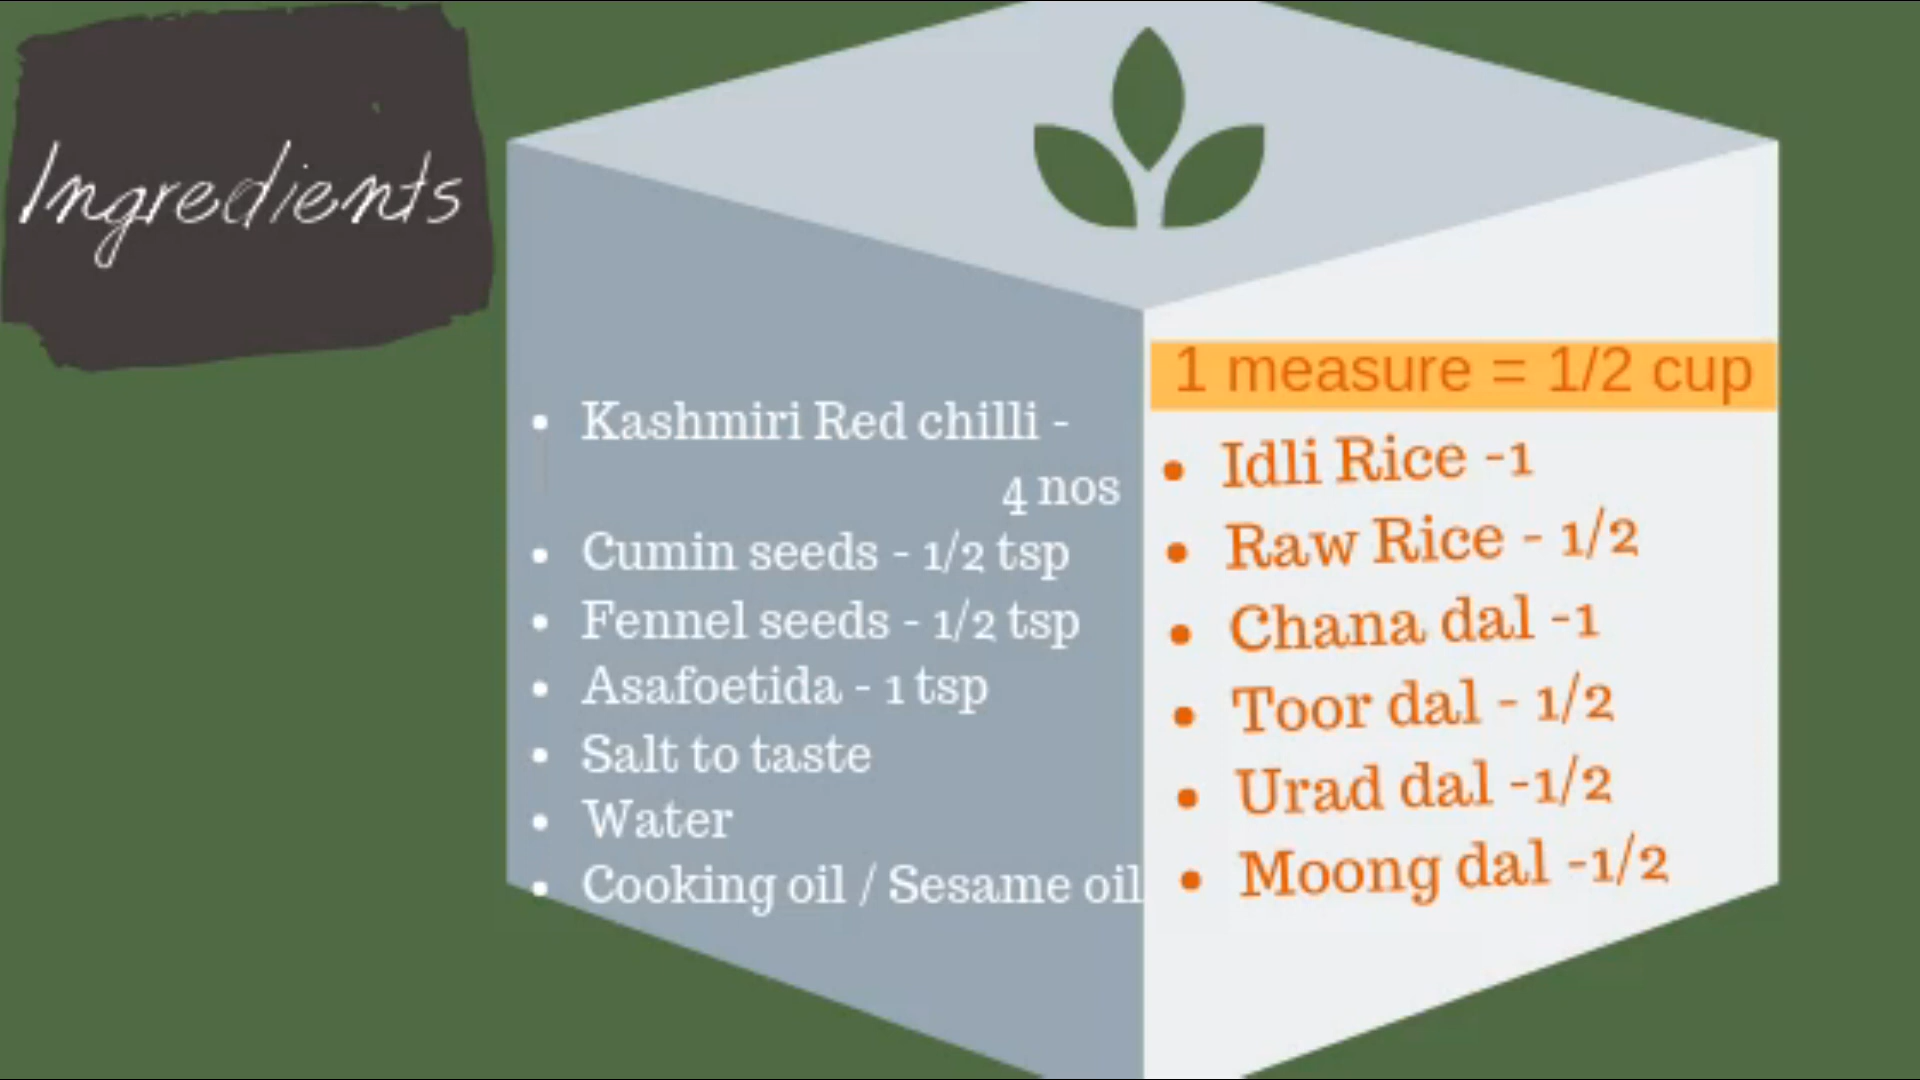 Ingredients
• Kashmiri Red chilli -
4 nos
• Cumin seeds - 1/2 tsp
• Fennel seeds - 1/2 tsp
• Asafoetida - 1 tsp
• Salt to taste
• Water
• Cooking oil / Sesame oil
1 measure = 1/2 cup
• Idli Rice -1
• Raw Rice - 1/2
• Chana dal -1
• Toor dal - 1/2
• Urad dal -1/2
• Moong dal -1/2